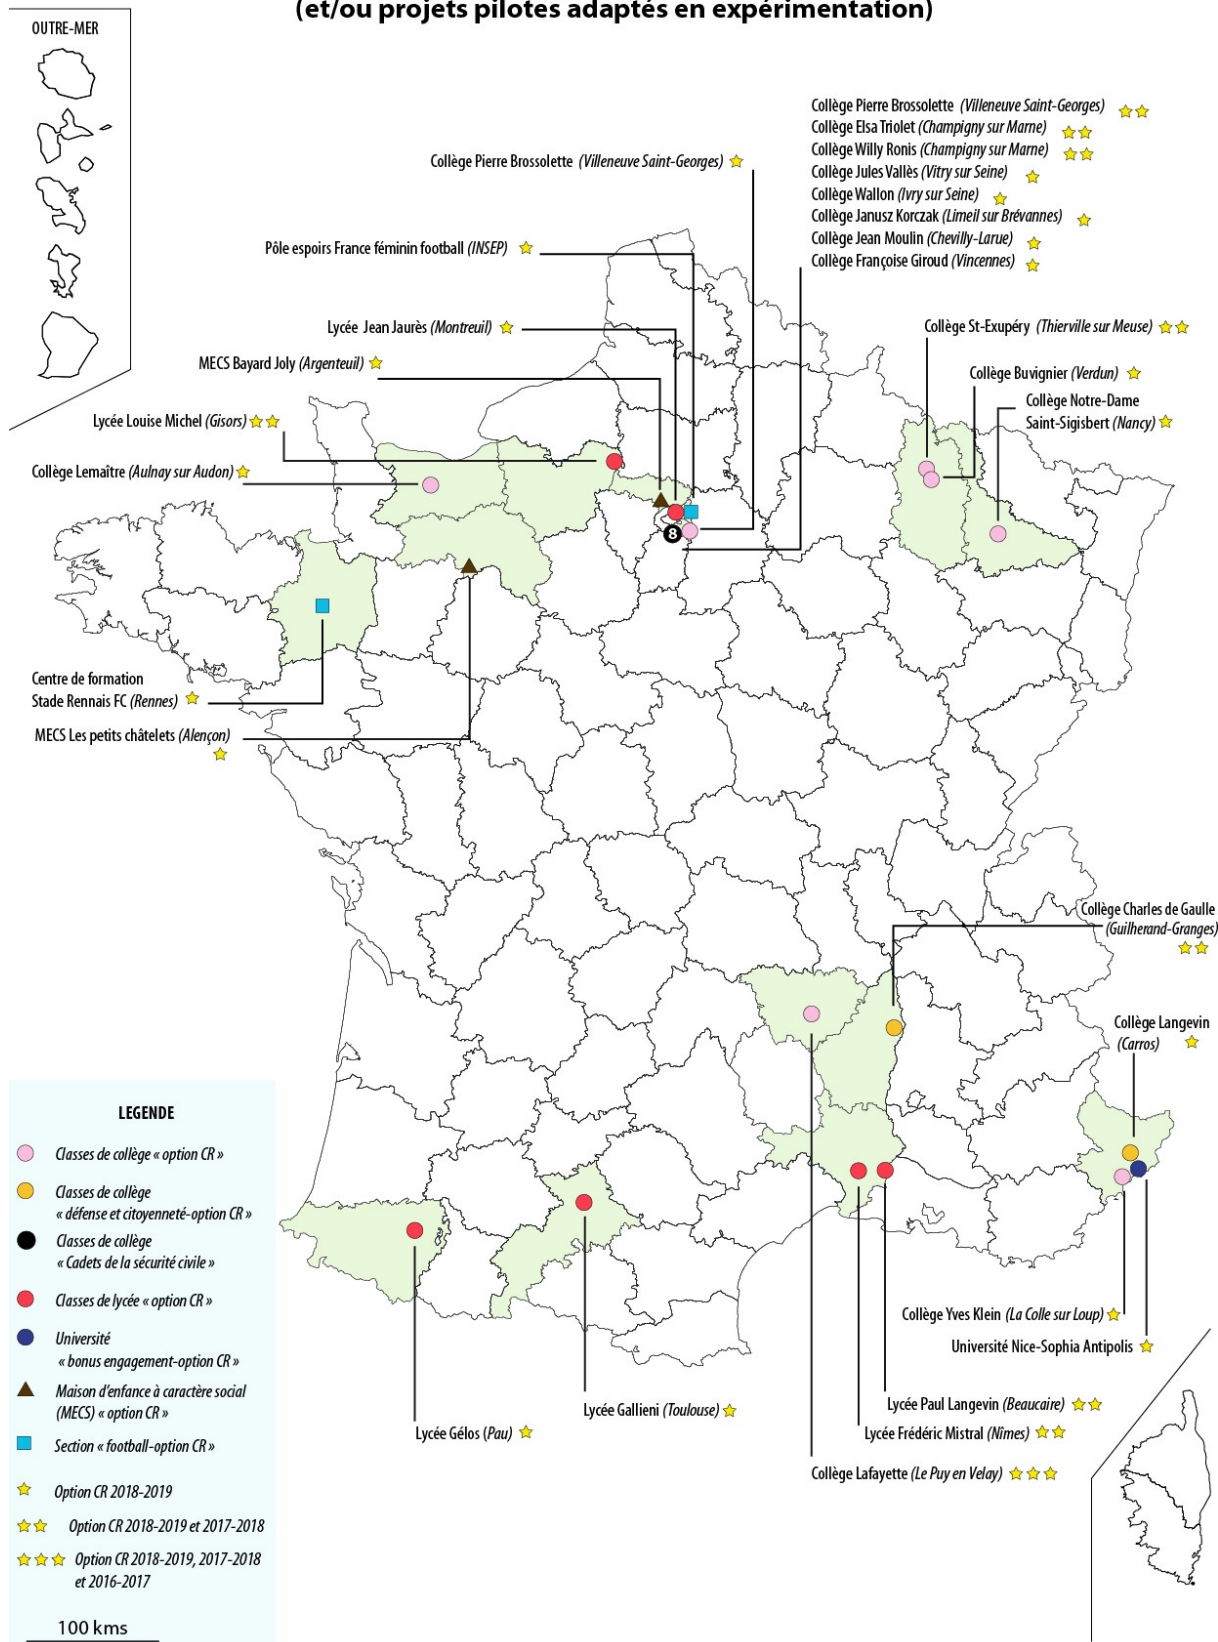 (et/ou projets pilotes adaptés en expérimentation)
OUTRE-MER
Collège Pierre Brossolette (Villeneuve Saint-Georges)
Collège Elsa Triolet (Champigny sur Marne)
Collège Willy Ronis (Champigny sur Marne)
Collège Jules Vallès (Vitry sur Seine)
Collège Wallon (Ivry sur Seine)
Collège Janusz Korczak (Limeil sur Brévannes)
Collège Jean Moulin (Chevilly-Larue)
Collège Françoise Giroud (Vincennes)
Collège Pierre Brossolette (Villeneuve Saint-Georges)
Pôle espoirs France féminin football (INSEP)
Lycée Jean Jaurès (Montreuil)
MECS Bayard Joly (Argenteuil)
Lycée Louise Michel (Gisors)
Collège Lemaître (Aulnay sur Audon)
Collège St-Exupéry (Thierville sur Meuse)
Collège Buvignier (Verdun)
Collège Notre-Dame
Saint-Sigisbert (Nancy)
8
Centre de formation
Stade Rennais FC (Rennes)
MECS Les petits châtelets (Alençon)
Collège Charles de Gaulle
(Guilherand-Granges)
Collège Langevin
(Carros)
Collège Yves Klein (La Colle sur Loup)
Université Nice-Sophia Antipolis
Lycée Paul Langevin (Beaucaire)
Lycée Frédéric Mistral (Nîmes)
Collège Lafayette (Le Puy en Velay)
Lycée Gallieni (Toulouse)
Lycée Gélos (Pau)
LEGENDE
Classes de collège « option CR »
Classes de collège
« défense et citoyenneté-option CR »
Classes de collège
« Cadets de la sécurité civile »
Classes de lycée « option CR »
Université
« bonus engagement-option CR »
Maison d'enfance à caractère social
(MECS) « option CR »
Section « football-option CR »
Option CR 2018-2019
Option CR 2018-2019 et 2017-2018
Option CR 2018-2019, 2017-2018
et 2016-2017
100 kms